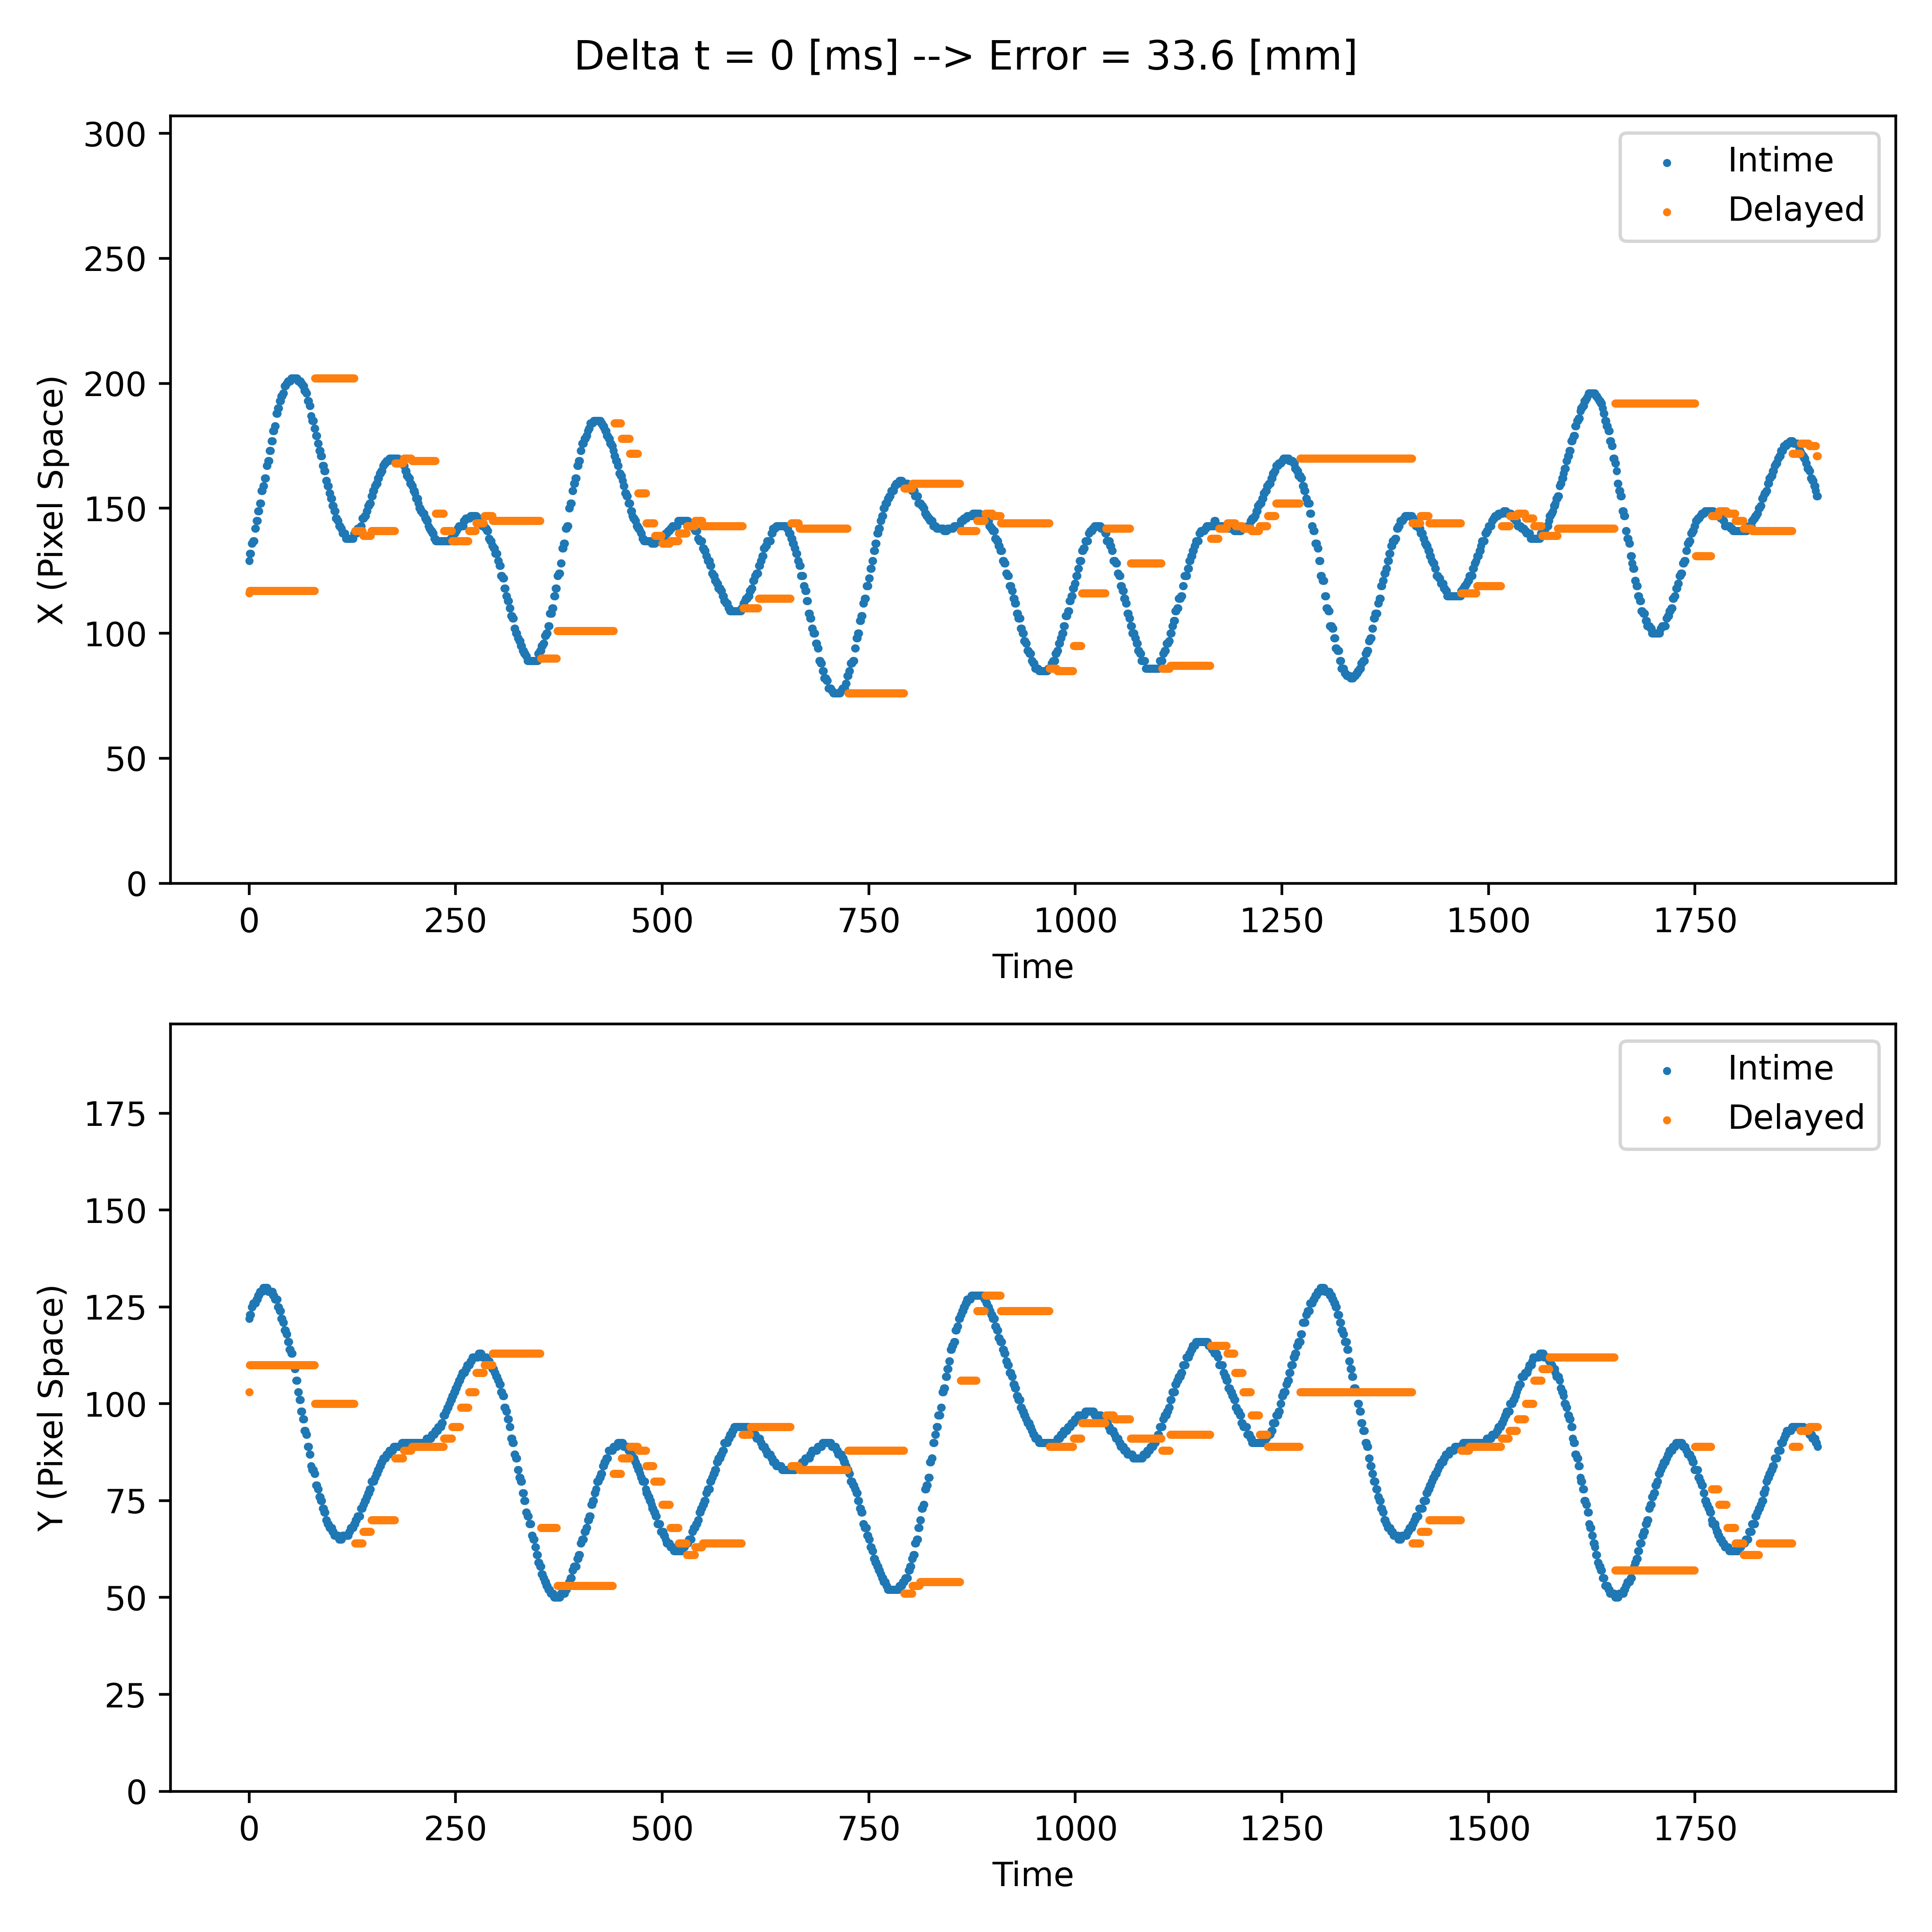 Delta t = 0 [ms] --> Error = 33.6 [mm]
300
250
200
150
100
50
0
X (Pixel Space)
Intime
Delayed
0 250 500 750 1000 1250 1500 1750
Time
175
150
125
100
75
50
25
0
Y (Pixel Space)
Intime
Delayed
0 250 500 750 1000 1250 1500 1750
Time